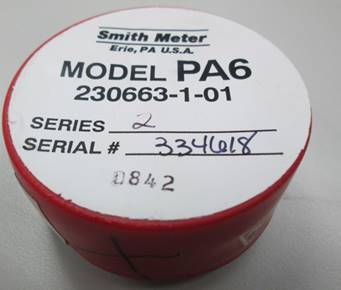 Smith Meter
Erie, PA U.S.A.
MODEL PA6
230663-1-01
SERIES 2
SERIAL # 334618
0842